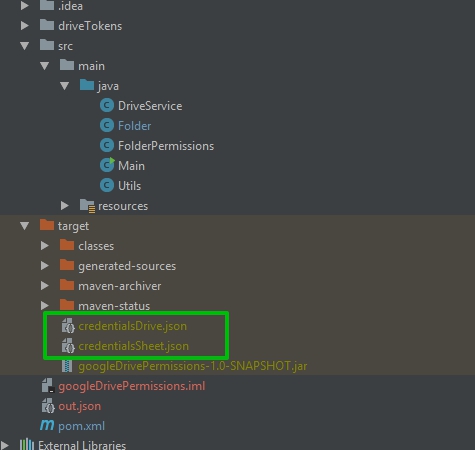 .idea
driveTokens
src
main
java
DriveService
Folder
FolderPermissions
Main
Utils
resources
target
classes
generated-sources
maven-archiver
maven-status
credentialsDrive.json
credentialsSheet.json
googleDrivePermissions-1.0-SNAPSHOT.jar
googleDrivePermissions.iml
out.json
pom.xml
External Libraries